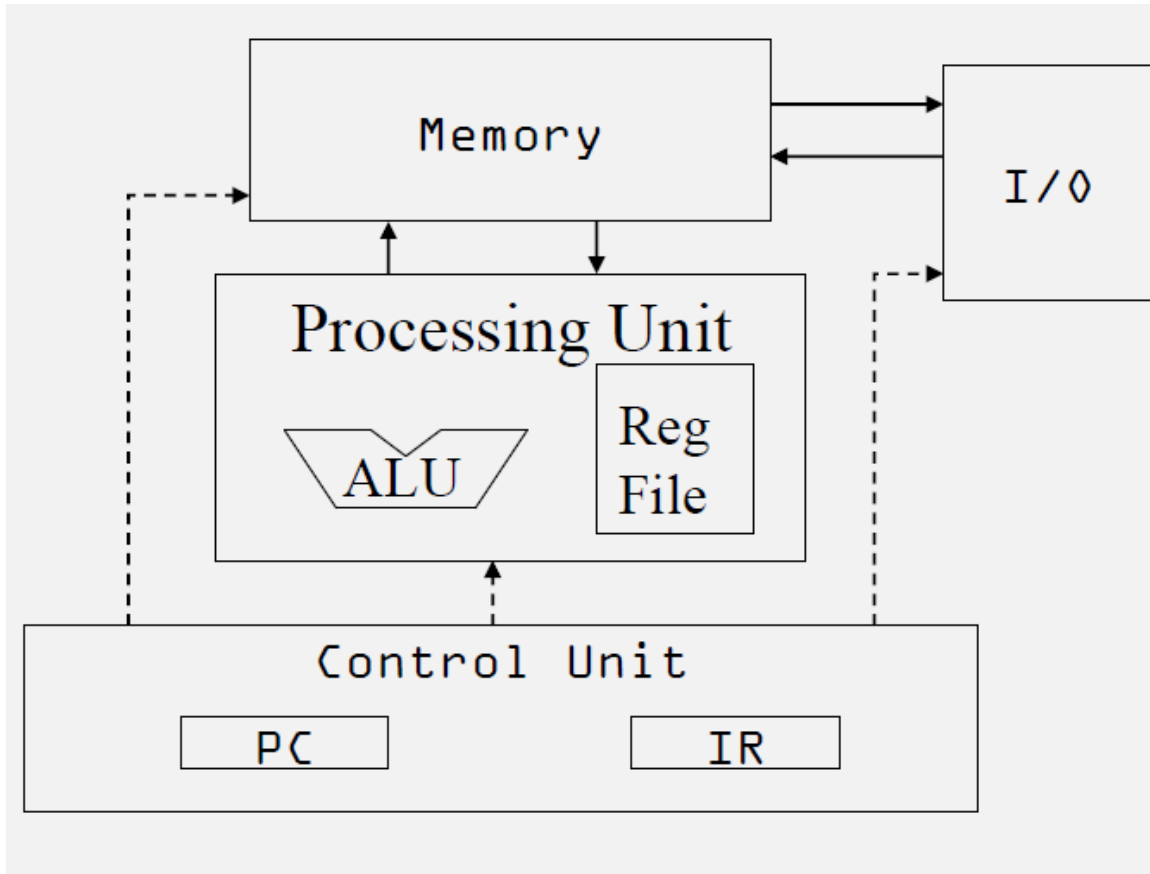 Memory
I/O
Processing Unit
ALU
Reg
File
Control Unit
PC
IR